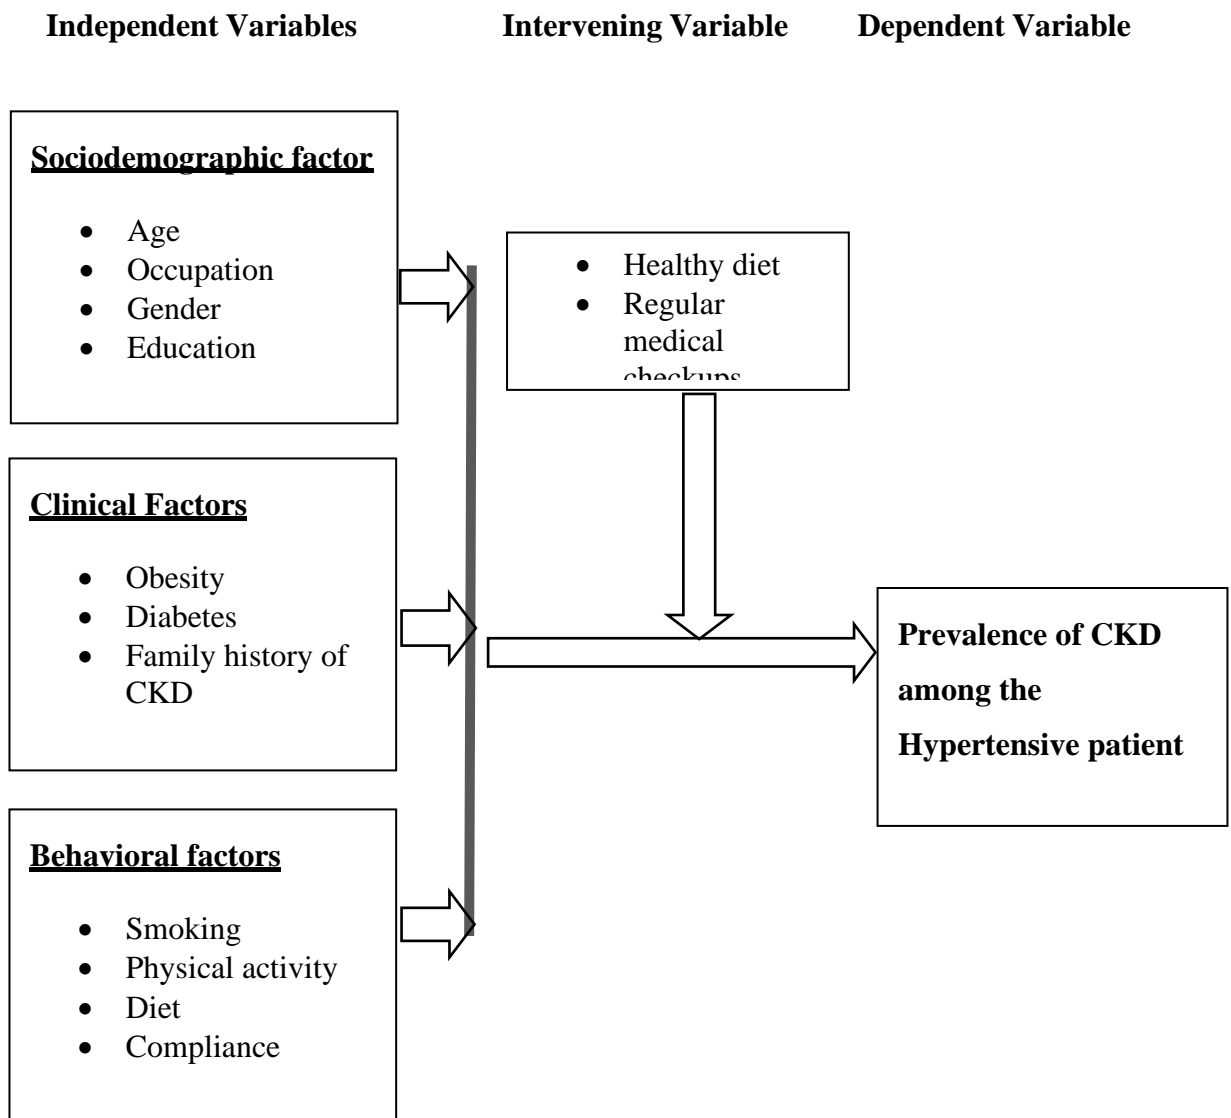 Independent Variables
Intervening Variable
Dependent Variable
Sociodemographic factor
• Age
• Occupation
• Gender
• Education
• Healthy diet
• Regular
medical
checkups
Clinical Factors
• Obesity
• Diabetes
• Family history of
CKD
Prevalence of CKD
among the
Hypertensive patient
Behavioral factors
• Smoking
• Physical activity
• Diet
• Compliance